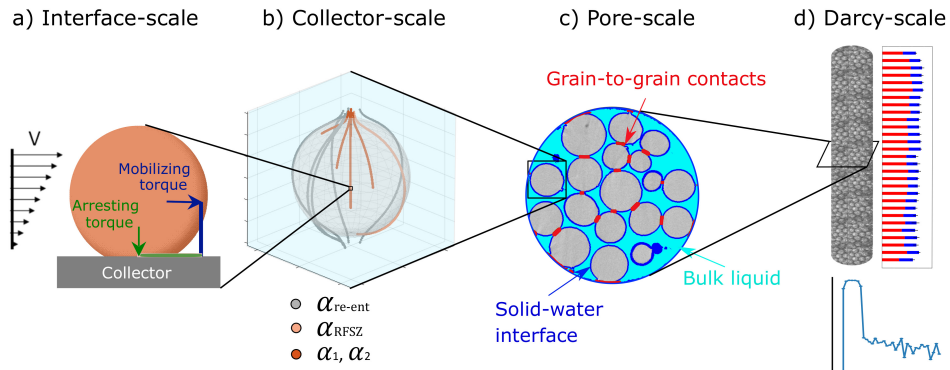 a) Interface-scale
b) Collector-scale
c) Pore-scale
d) Darcy-scale
V
Mobilizing
torque
Arresting
torque
Collector
αre-ent
αRFSZ
α1, α2
Grain-to-grain contacts
Bulk liquid
Solid-water
interface